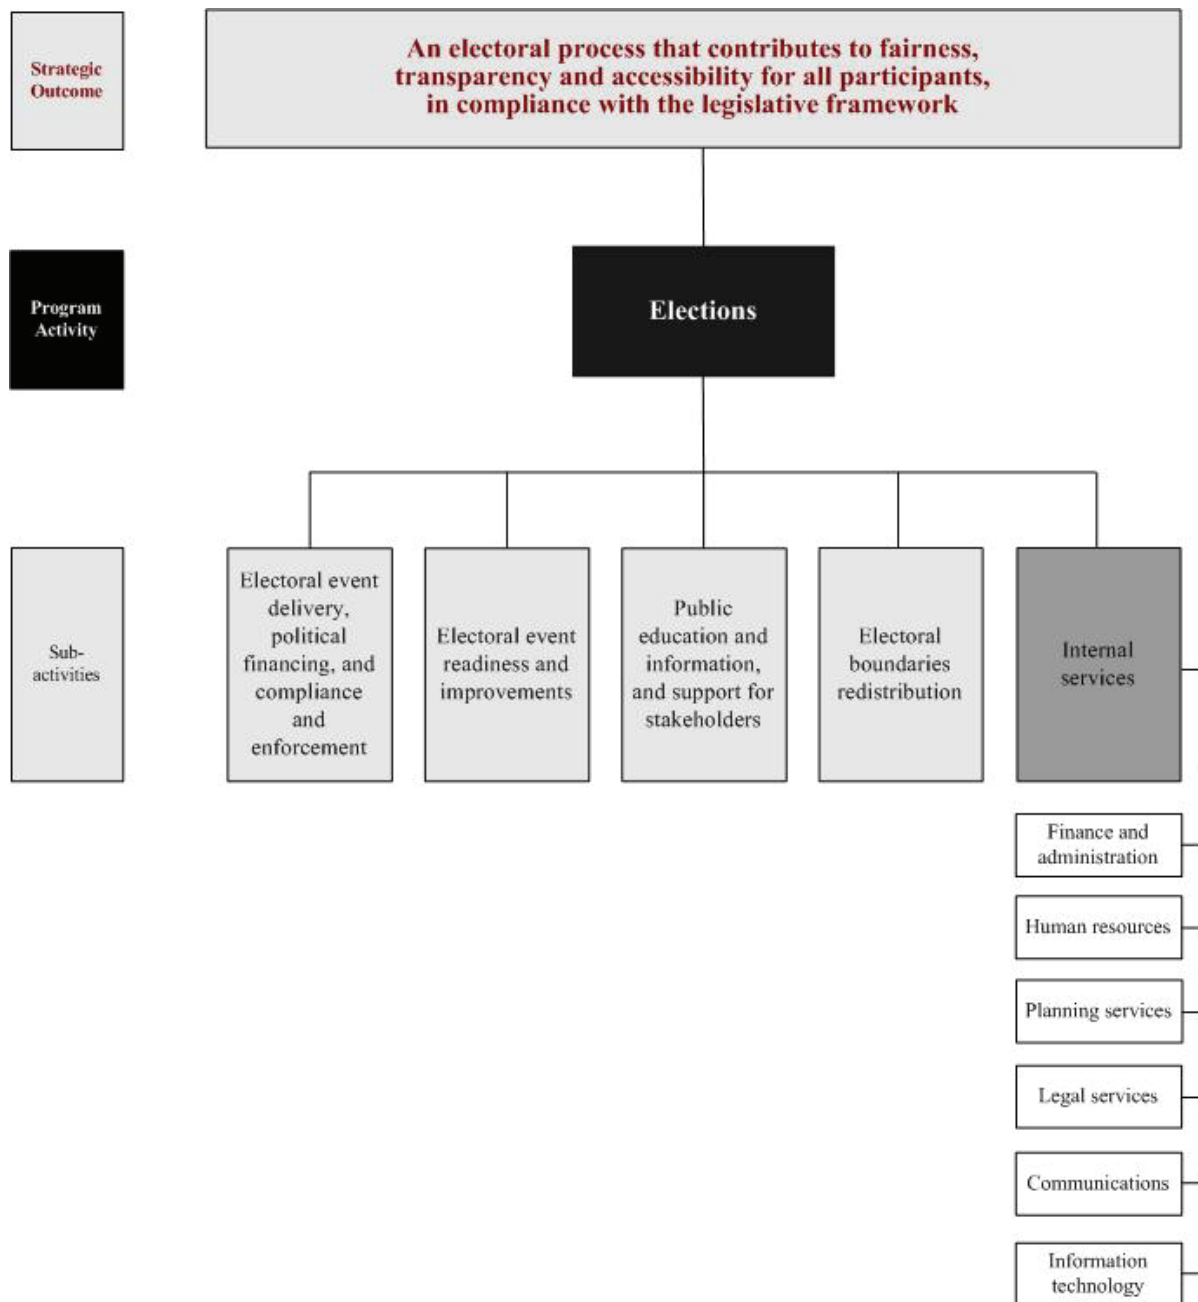 Strategic
Outcome
An electoral process that contributes to fairness,
transparency and accessibility for all participants,
in compliance with the legislative framework
Program
Activity
Elections
Sub-
activities
Electoral event
delivery,
political
financing, and
compliance
and
enforcement
Electoral event
readiness and
improvements
Public
education and
information,
and support for
stakeholders
Electoral
boundaries
redistribution
Internal
services
Finance and
administration
Human resources
Planning services
Legal services
Communications
Information
technology